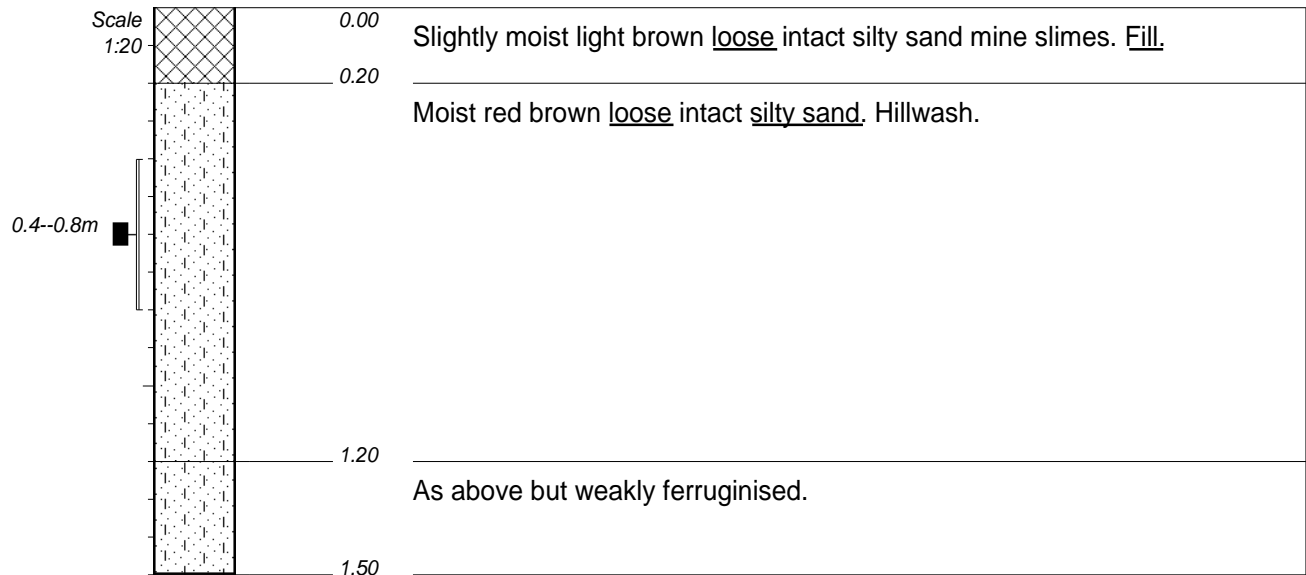 Scale
1:20
0.00
Slightly moist light brown loose intact silty sand mine slimes. Fill.
0.20
Moist red brown loose intact silty sand. Hillwash.
0.4--0.8m
1.20
As above but weakly ferruginised.
1.50